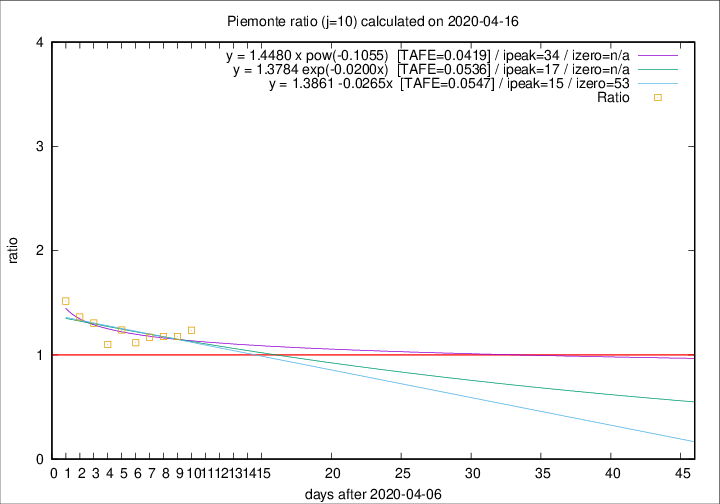 Piemonte ratio (j=10) calculated on 2020-04-16
y = 1.4480 x pow(-0.1055)  [TAFE=0.0419] / ipeak=34 / izero=n/a
y = 1.3784 exp(-0.0200x)  [TAFE=0.0536] / ipeak=17 / izero=n/a
y = 1.3861 -0.0265x  [TAFE=0.0547] / ipeak=15 / izero=53
Ratio
4
3
2
1
0
ratio
0 1 2 3 4 5 6 7 8 9 10 11 12 13 14 15 20 25 30 35 40 45
days after 2020-04-06